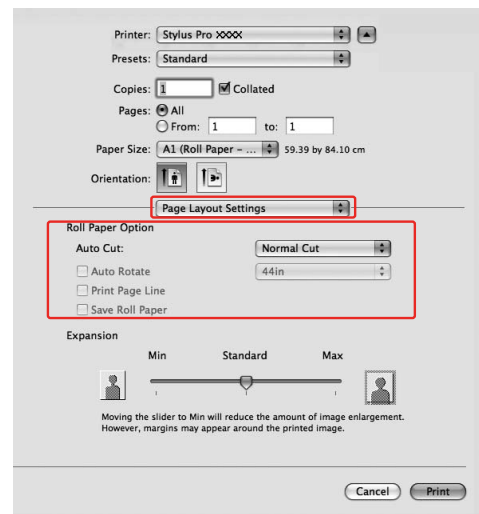 Printer: Stylus Pro XXXX
Presets: Standard
Copies: 1 Collated
Pages: All
From: 1 to: 1
Paper Size: A1 (Roll Paper – ... 59.39 by 84.10 cm
Orientation:
Page Layout Settings
Roll Paper Option
Auto Cut: Normal Cut
Auto Rotate 44in
Print Page Line
Save Roll Paper
Expansion
Min Standard Max
Moving the slider to Min will reduce the amount of image enlargement.
However, margins may appear around the printed image.
Cancel Print